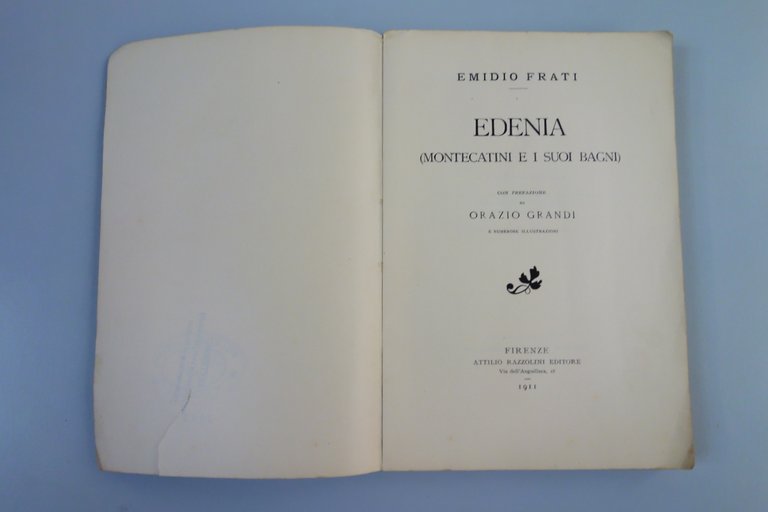 EMIDIO FRATI
EDENIA
(MONTECATINI E I SUOI BAGNI)
CON PREFAZIONE
DI
ORAZIO GRANDI
E NUMEROSE ILLUSTRAZIONI
FIRENZE
ATTILIO RAZZOLINI EDITORE
Via dell'Anguillara, 18
1911